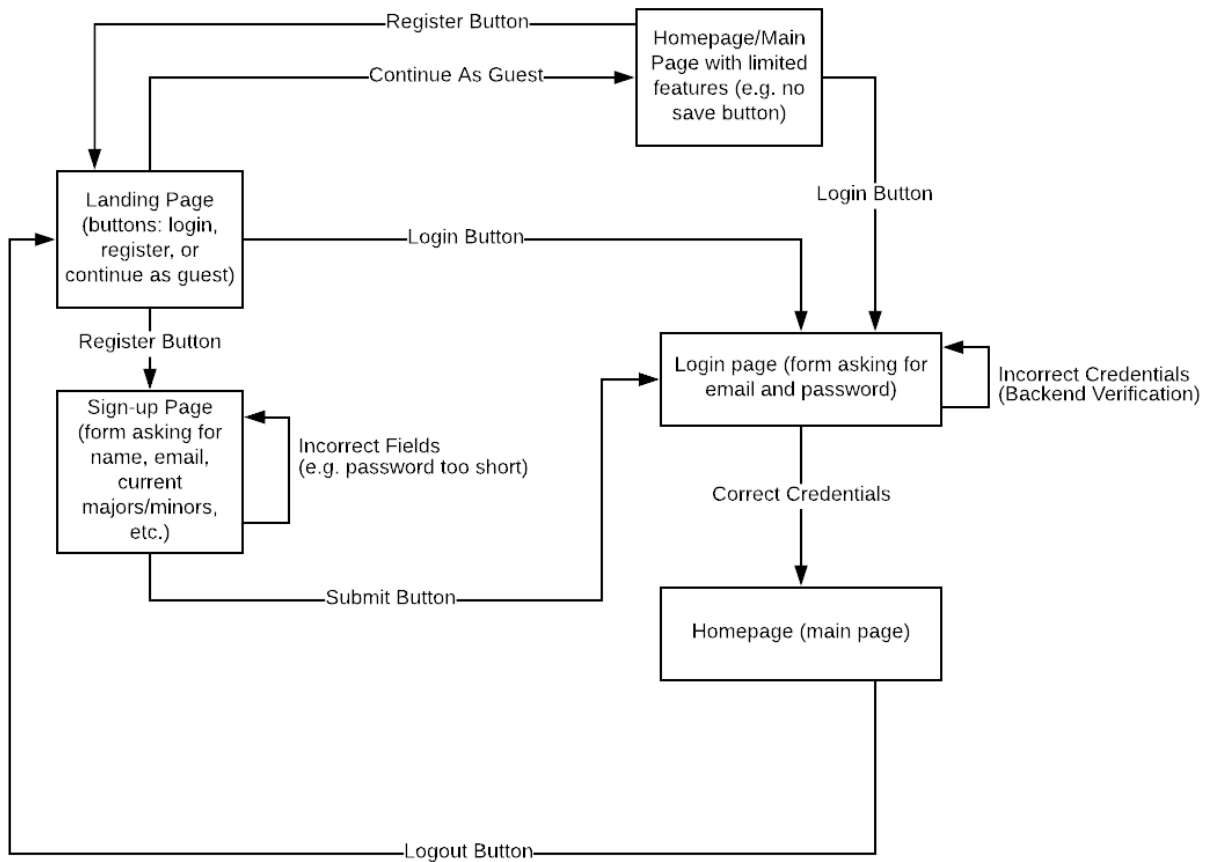 Register Button
Continue As Guest
Homepage/Main
Page with limited
features (e.g. no
save button)
Landing Page
(buttons: login,
register, or
continue as guest)
Login Button
Login Button
Register Button
Sign-up Page
(form asking for
name, email,
current
majors/minors,
etc.)
Incorrect Fields
(e.g. password too short)
Login page (form asking for
email and password)
Incorrect Credentials
(Backend Verification)
Correct Credentials
Submit Button
Homepage (main page)
Logout Button